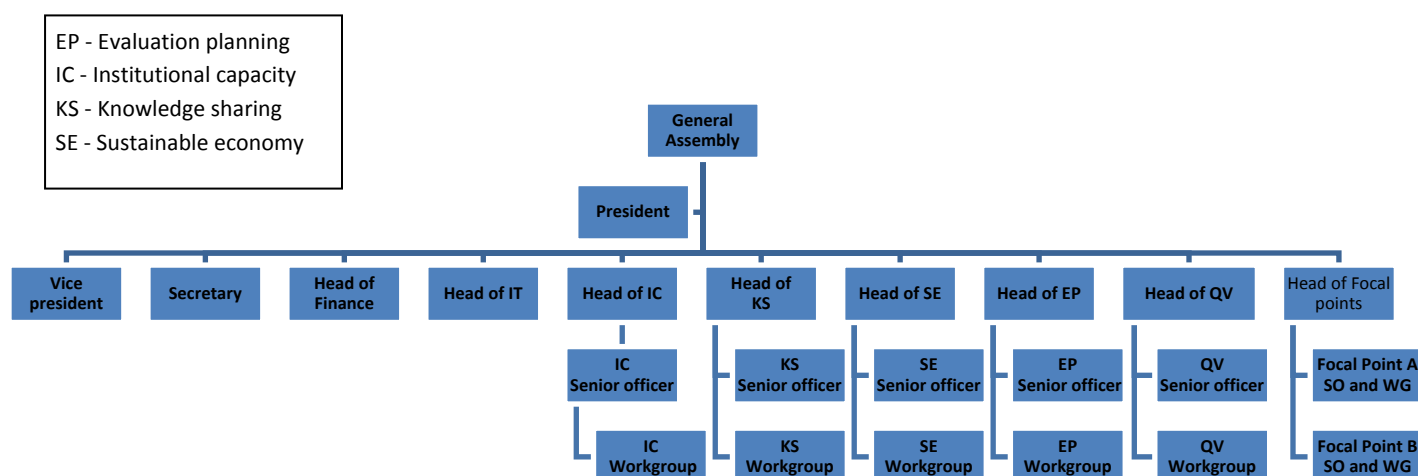 EP - Evaluation planning
IC - Institutional capacity
KS - Knowledge sharing
SE - Sustainable economy
General
Assembly
President
Vice
president
Secretary
Head of
Finance
Head of IT
Head of IC
Head of
KS
Head of SE
Head of EP
Head of QV
Head of Focal
points
IC
Senior officer
KS
Senior officer
SE
Senior officer
EP
Senior officer
QV
Senior officer
Focal Point A
SO and WG
IC
Workgroup
KS
Workgroup
SE
Workgroup
EP
Workgroup
QV
Workgroup
Focal Point B
SO and WG